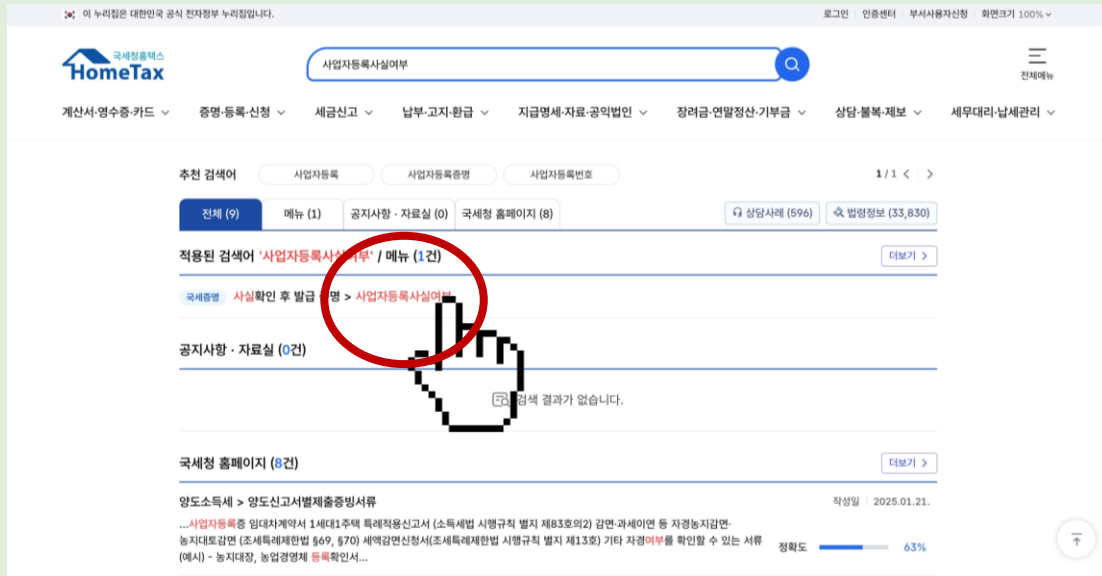 이 누리집은 대한민국 공식 전자정부 누리집입니다.
로그인 인증센터 부서사용자신청 화면크기 100%
국세청홈택스
HomeTax
사업자등록사실여부
전체메뉴
계산서·영수증·카드 증명·등록·신청 세금신고 납부·고지·환급 지급명세·자료·공익법인 장려금·연말정산·기부금 상담·불복·제보 세무대리·납세관리
추천 검색어 사업자등록 사업자등록증명 사업자등록번호 1 / 1
전체 (9) 메뉴 (1) 공지사항 · 자료실 (0) 국세청 홈페이지 (8) 상담사례 (596) 법령정보 (33,830)
적용된 검색어 '사업자등록사실여부' / 메뉴 (1건) 더보기
국세증명 사실확인 후 발급 > 사업자등록사실여부
공지사항 · 자료실 (0건)
검색 결과가 없습니다.
국세청 홈페이지 (8건) 더보기
양도소득세 > 양도신고서별제출증빙서류 작성일 2025.01.21.
...사업자등록증 임대차계약서 1세대1주택 특례적용신고서 (소득세법 시행규칙 별지 제83호의2) 감면·과세이연 등 자경농지감면·
농지대토감면 (조세특례제한법 §69, §70) 세액감면신청서(조세특례제한법 시행규칙 별지 제13호) 기타 자경여부를 확인할 수 있는 서류
(예시) - 농지대장, 농업경영체 등록확인서...
정확도 63%